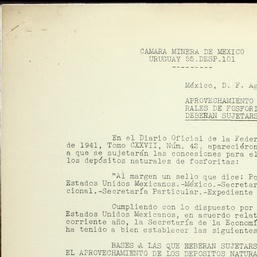 CAMARA MINERA DE MEXICO
URUGUAY 55.DESP.101
---------
México, D. F. Ag
APROVECHAMIENTO
RALES DE FOSFORI
DEBERAN SUJETARS
En el Diario Oficial de la Feder
de 1941, Tomo CXXVII, Núm. 42, aparecieron
a que se sujetarán las concesiones para el
los depósitos naturales de fosforitas:
"Al margen un sello que dice: Po
Estados Unidos Mexicanos.-México.-Secretar
cional.-Secretaría Particular.-Expediente
Cumpliendo con lo dispuesto por
Estados Unidos Mexicanos, en acuerdo relat
corriente año, la Secretaría de la Economí
ha tenido a bien establecer las siguientes
BASES A LAS QUE DEBERAN SUJETARS
EL APROVECHAMIENTO DE LOS DEPOSITOS NATURA